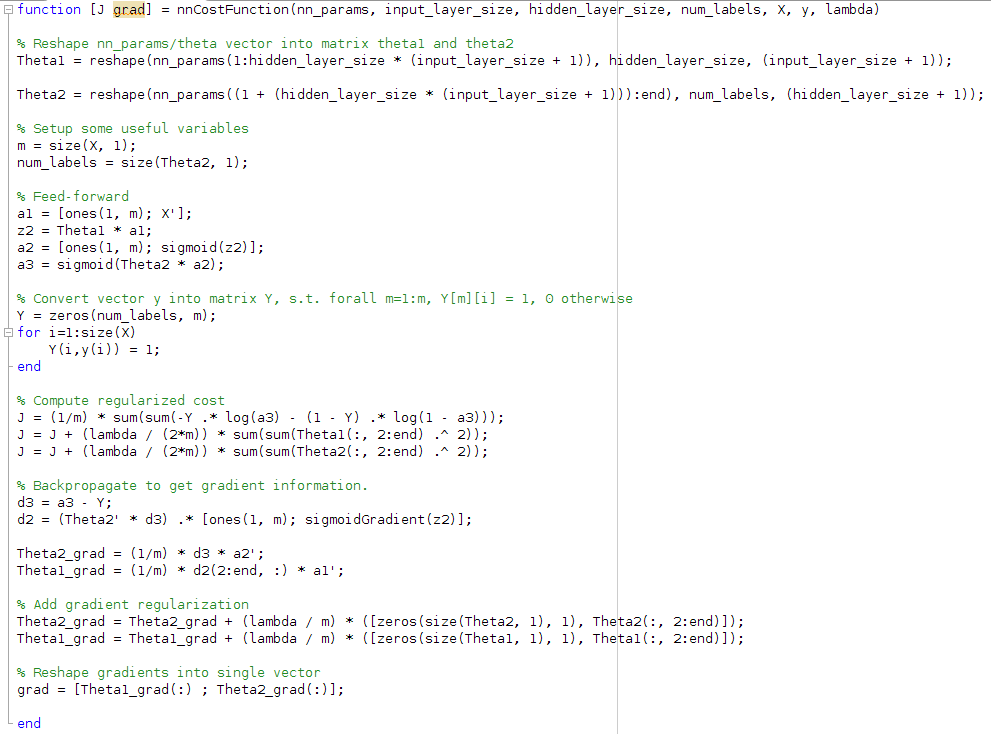 function [J grad] = nnCostFunction(nn_params, input_layer_size, hidden_layer_size, num_labels, X, y, lambda)
% Reshape nn_params/theta vector into matrix theta1 and theta2
Theta1 = reshape(nn_params(1:hidden_layer_size * (input_layer_size + 1)), hidden_layer_size, (input_layer_size + 1));
Theta2 = reshape(nn_params((1 + (hidden_layer_size * (input_layer_size + 1))):end), num_labels, (hidden_layer_size + 1));
% Setup some useful variables
m = size(X, 1);
num_labels = size(Theta2, 1);
% Feed-forward
a1 = [ones(1, m); X'];
z2 = Theta1 * a1;
a2 = [ones(1, m); sigmoid(z2)];
a3 = sigmoid(Theta2 * a2);
% Convert vector y into matrix Y, s.t. forall m=1:m, Y[m][i] = 1, 0 otherwise
Y = zeros(num_labels, m);
for i=1:size(X)
    Y(i,y(i)) = 1;
end
% Compute regularized cost
J = (1/m) * sum(sum(-Y .* log(a3) - (1 - Y) .* log(1 - a3)));
J = J + (lambda / (2*m)) * sum(sum(Theta1(:, 2:end) .^ 2));
J = J + (lambda / (2*m)) * sum(sum(Theta2(:, 2:end) .^ 2));
% Backpropagate to get gradient information.
d3 = a3 - Y;
d2 = (Theta2' * d3) .* [ones(1, m); sigmoidGradient(z2)];
Theta2_grad = (1/m) * d3 * a2';
Theta1_grad = (1/m) * d2(2:end, :) * a1';
% Add gradient regularization
Theta2_grad = Theta2_grad + (lambda / m) * ([zeros(size(Theta2, 1), 1), Theta2(:, 2:end)]);
Theta1_grad = Theta1_grad + (lambda / m) * ([zeros(size(Theta1, 1), 1), Theta1(:, 2:end)]);
% Reshape gradients into single vector
grad = [Theta1_grad(:) ; Theta2_grad(:)];
end